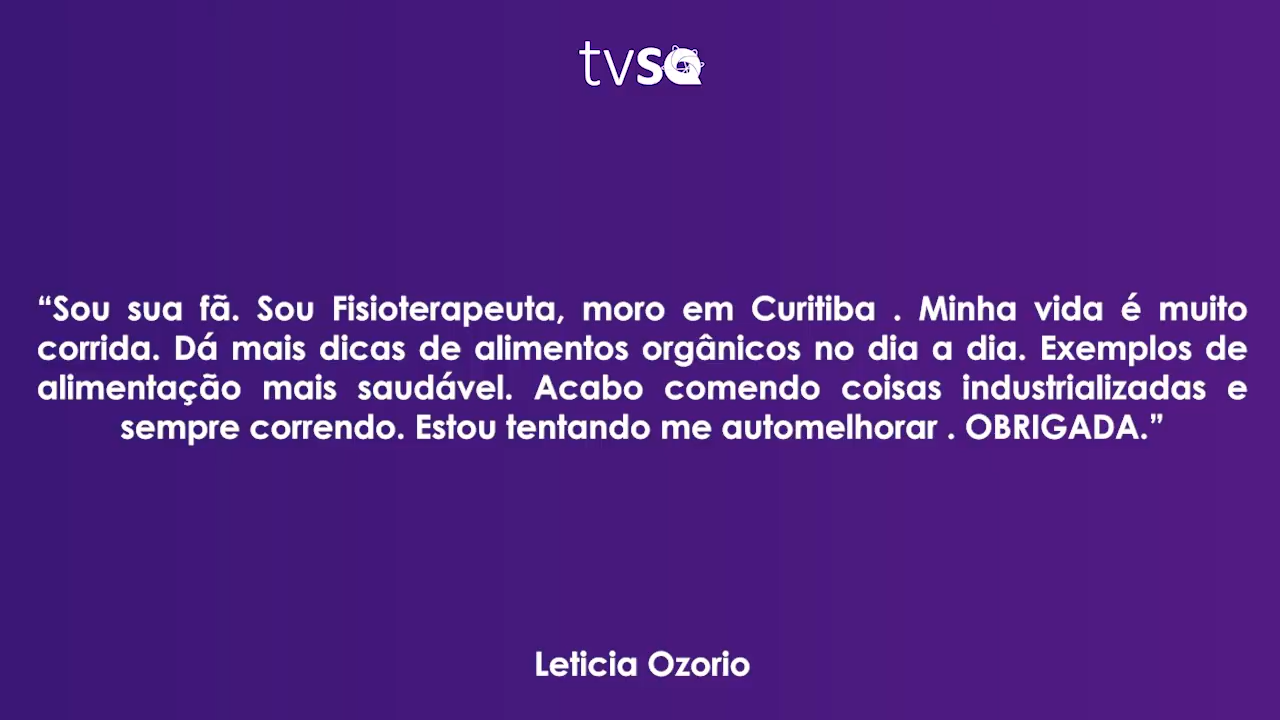 tvsQ
“Sou sua fã. Sou Fisioterapeuta, moro em Curitiba . Minha vida é muito
corrida. Dá mais dicas de alimentos orgânicos no dia a dia. Exemplos de
alimentação mais saudável. Acabo comendo coisas industrializadas e
sempre correndo. Estou tentando me automelhorar . OBRIGADA.”
Leticia Ozorio